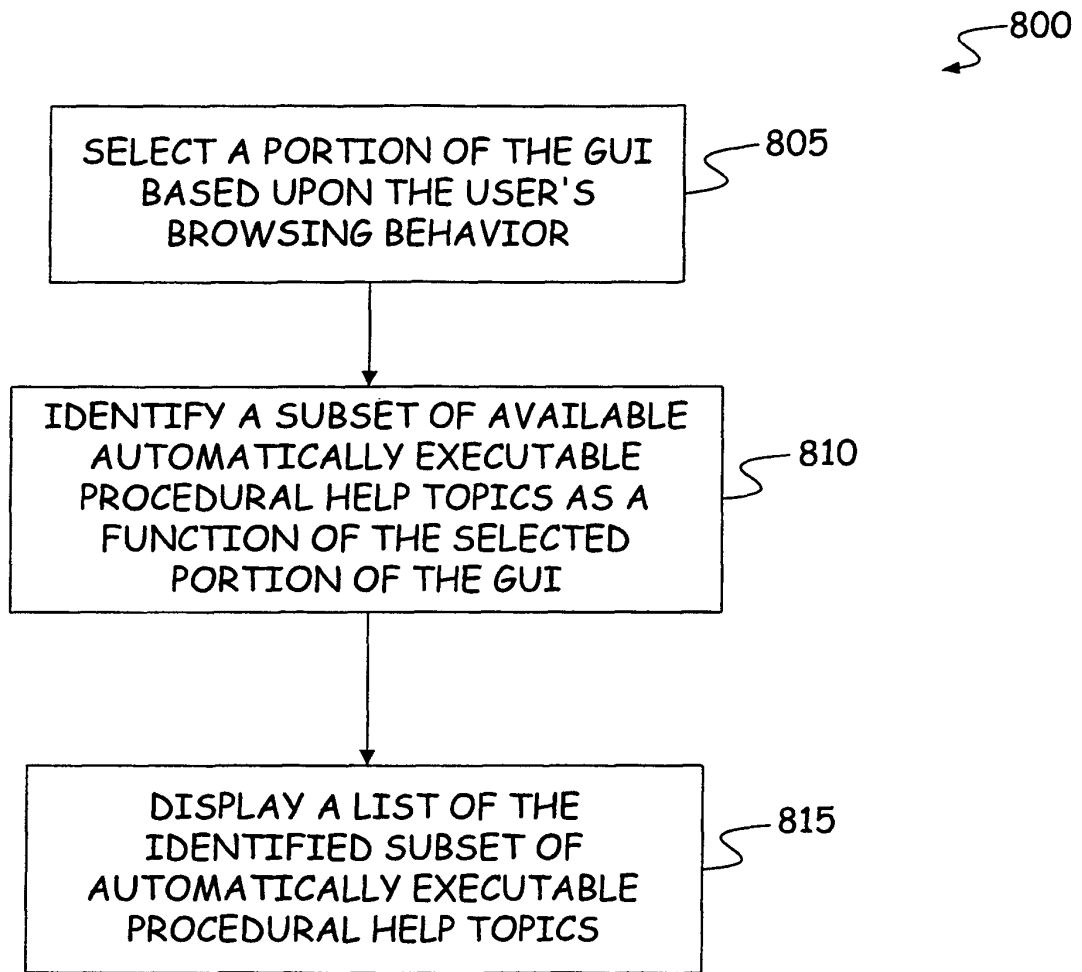 800
SELECT A PORTION OF THE GUI
BASED UPON THE USER'S
BROWSING BEHAVIOR
805
IDENTIFY A SUBSET OF AVAILABLE
AUTOMATICALLY EXECUTABLE
PROCEDURAL HELP TOPICS AS A
FUNCTION OF THE SELECTED
PORTION OF THE GUI
810
DISPLAY A LIST OF THE
IDENTIFIED SUBSET OF
AUTOMATICALLY EXECUTABLE
PROCEDURAL HELP TOPICS
815